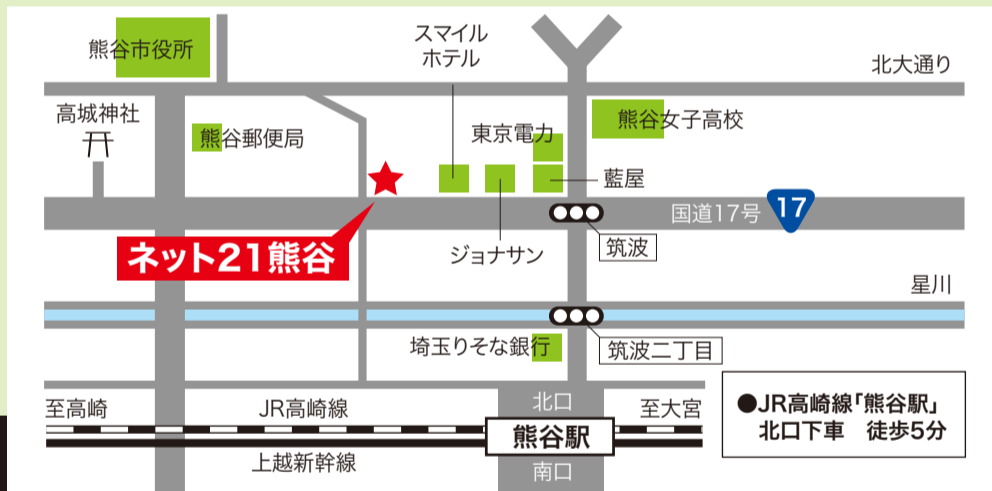 スマイル
ホテル
熊谷市役所
北大通り
高城神社
熊谷郵便局
東京電力
熊谷女子高校
藍屋
国道17号
17
ネット21熊谷
ジョナサン
筑波
星川
埼玉りそな銀行
筑波二丁目
至高崎
JR高崎線
北口
至大宮
熊谷駅
上越新幹線
南口
●JR高崎線「熊谷駅」
北口下車 徒歩5分